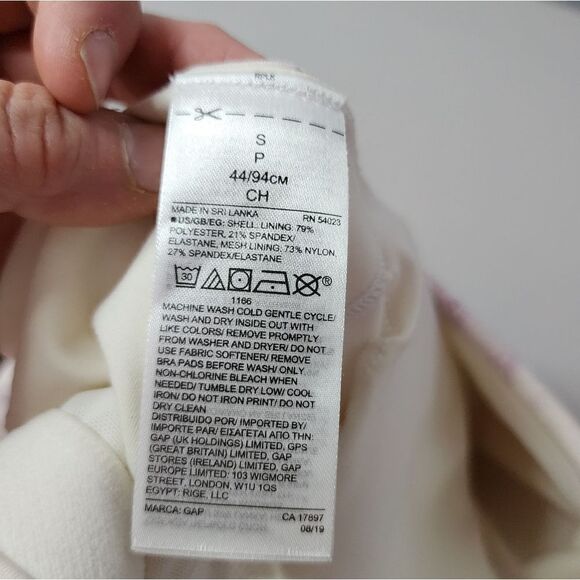 S
P
44/94CM
CH
MADE IN SRI LANKA RN 54023
US/GB/EG: SHELL, LINING: 79%
POLYESTER, 21% SPANDEX/
ELASTANE, MESH LINING: 73% NYLON,
27% SPANDEX/ELASTANE
30
1166
MACHINE WASH COLD GENTLE CYCLE/
WASH AND DRY INSIDE OUT WITH
LIKE COLORS/ REMOVE PROMPTLY
FROM WASHER AND DRYER/ DO NOT
USE FABRIC SOFTENER/ REMOVE
BRA PADS BEFORE WASH/ ONLY
NON-CHLORINE BLEACH WHEN
NEEDED/ TUMBLE DRY LOW/ COOL
IRON/ DO NOT IRON PRINT/ DO NOT
DRY CLEAN
DISTRIBUIDO POR/ IMPORTED BY/
IMPORTE PAR/ ΕΙΣΑΓΕΤΑΙ ΑΠΟ ΤΗΝ: GPS
GAP (UK HOLDINGS) LIMITED, GPS
(GREAT BRITAIN) LIMITED, GAP
STORES (IRELAND) LIMITED, GAP
EUROPE LIMITED: 103 WIGMORE
STREET, LONDON, W1U 1QS
EGYPT: RIGE, LLC
MARCA: GAP CA 17897
08/19